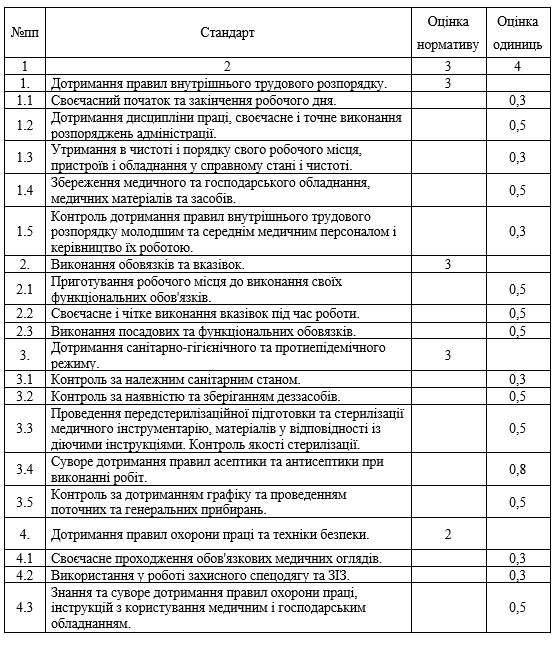 №пп Стандарт Оцінка нормативу Оцінка одиниць
1 2 3 4
1. Дотримання правил внутрішнього трудового розпорядку. 3
1.1 Своєчасний початок та закінчення робочого дня. 0,3
1.2 Дотримання дисципліни праці, своєчасне і точне виконання
розпоряджень адміністрації. 0,5
1.3 Утримання в чистоті і порядку свого робочого місця,
пристроїв і обладнання у справному стані і чистоті. 0,3
1.4 Збереження медичного та господарського обладнання,
медичних матеріалів та засобів. 0,5
1.5 Контроль дотримання правил внутрішнього трудового
розпорядку молодшим та середнім медичним персоналом і
керівництво їх роботою. 0,3
2. Виконання обовязків та вказівок. 3
2.1 Приготування робочого місця до виконання своїх
функціональних обов'язків. 0,5
2.2 Своєчасне і чітке виконання вказівок під час роботи. 0,5
2.3 Виконання посадових та функціональних обовязків. 0,5
3. Дотримання санітарно-гігієнічного та протиепідемічного
режиму. 3
3.1 Контроль за належним санітарним станом. 0,3
3.2 Контроль за наявністю та зберіганням деззасобів. 0,5
3.3 Проведення передстерилізаційної підготовки та стерилізації
медичного інструментарію, матеріалів у відповідності із
діючими інструкціями. Контроль якості стерилізації. 0,5
3.4 Суворе дотримання правил асептики та антисептики при
виконанні робіт. 0,8
3.5 Контроль за дотриманням графіку та проведенням
поточних та генеральних прибирань. 0,5
4. Дотримання правил охорони праці та техніки безпеки. 2
4.1 Своєчасне проходження обов'язкових медичних оглядів. 0,3
4.2 Використання у роботі захисного спецодягу та ЗІЗ. 0,3
4.3 Знання та суворе дотримання правил охорони праці,
інструкцій з користування медичним і господарським
обладнанням. 0,5